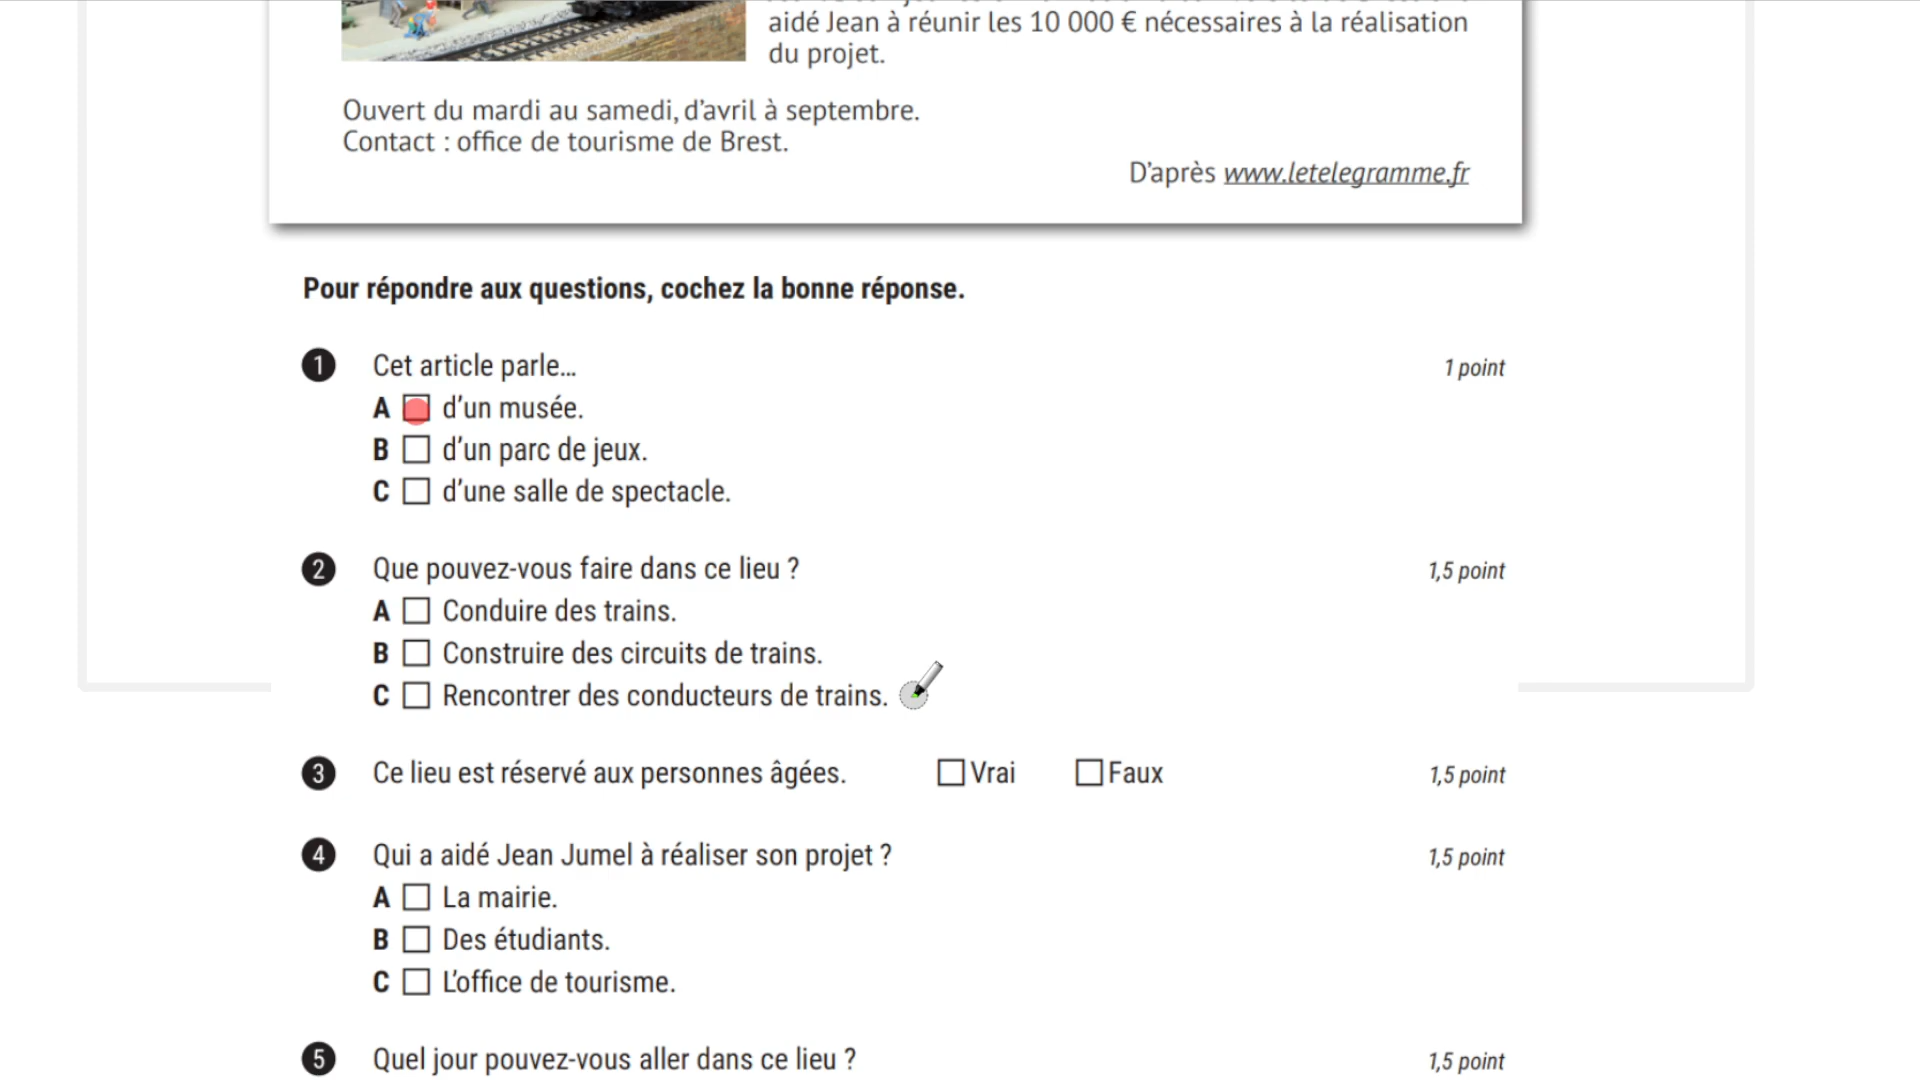 aidé Jean à réunir les 10 000 € nécessaires à la réalisation
du projet.
Ouvert du mardi au samedi, d'avril à septembre.
Contact : office de tourisme de Brest.
D'après www.letelegramme.fr
Pour répondre aux questions, cochez la bonne réponse.
1 Cet article parle... 1 point
A d'un musée.
B d'un parc de jeux.
C d'une salle de spectacle.
2 Que pouvez-vous faire dans ce lieu ? 1,5 point
A Conduire des trains.
B Construire des circuits de trains.
C Rencontrer des conducteurs de trains.
3 Ce lieu est réservé aux personnes âgées. Vrai Faux 1,5 point
4 Qui a aidé Jean Jumel à réaliser son projet ? 1,5 point
A La mairie.
B Des étudiants.
C L'office de tourisme.
5 Quel jour pouvez-vous aller dans ce lieu ? 1,5 point